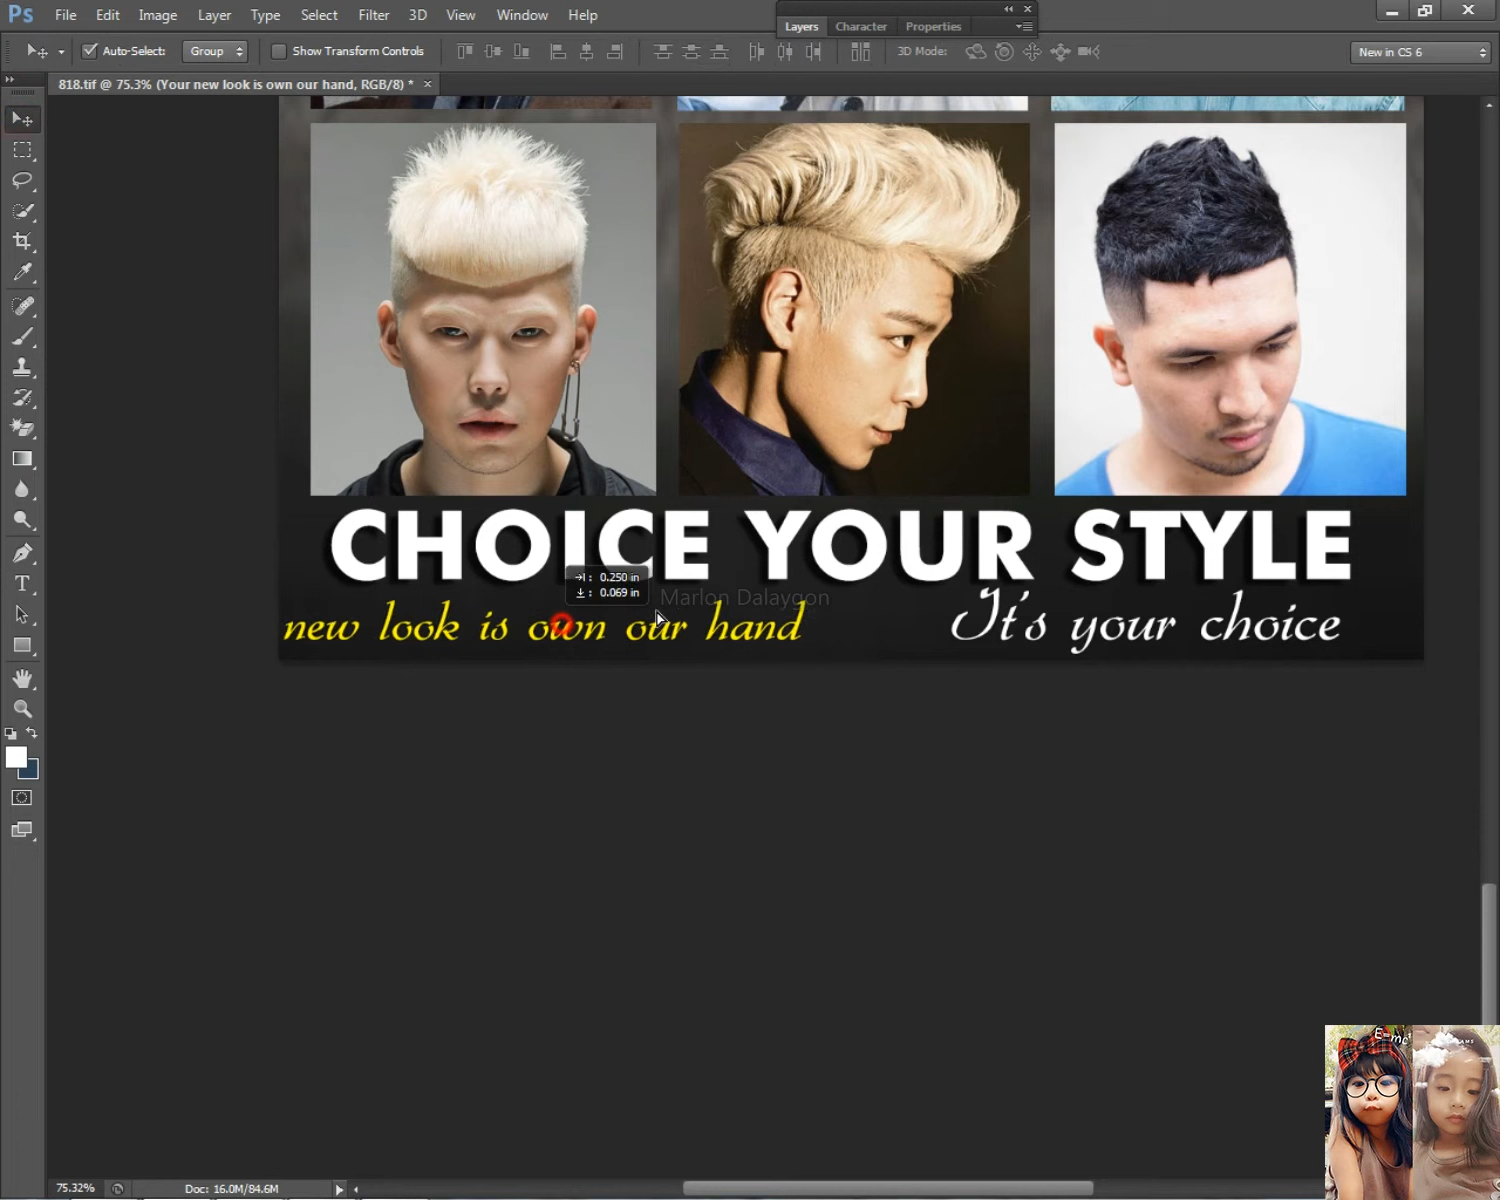 Ps File Edit Image Layer Type Select Filter 3D View Window Help
Layers Character Properties
Auto-Select: Group Show Transform Controls 3D Mode: New in CS 6
818.tif @ 75.3% (Your new look is own our hand, RGB/8) * ×
CHOICE YOUR STYLE
→| : 0.250 in
↓ : 0.069 in
Marlon Dalaygon
new look is own our hand
It's your choice
E=mc²
75.32% Doc: 16.0M/84.6M